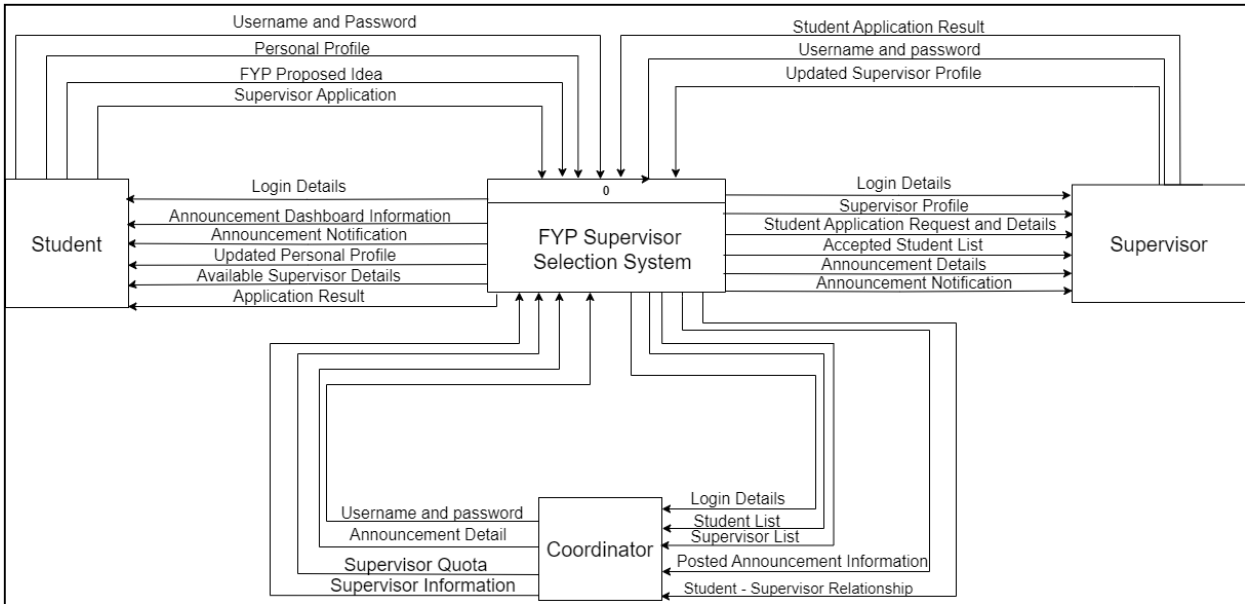 Username and Password
Personal Profile
FYP Proposed Idea
Supervisor Application
Student Application Result
Username and password
Updated Supervisor Profile
Login Details
Announcement Dashboard Information
Announcement Notification
Updated Personal Profile
Available Supervisor Details
Application Result
Student
0
FYP Supervisor
Selection System
Login Details
Supervisor Profile
Student Application Request and Details
Accepted Student List
Announcement Details
Announcement Notification
Supervisor
Username and password
Announcement Detail
Supervisor Quota
Supervisor Information
Coordinator
Login Details
Student List
Supervisor List
Posted Announcement Information
Student - Supervisor Relationship